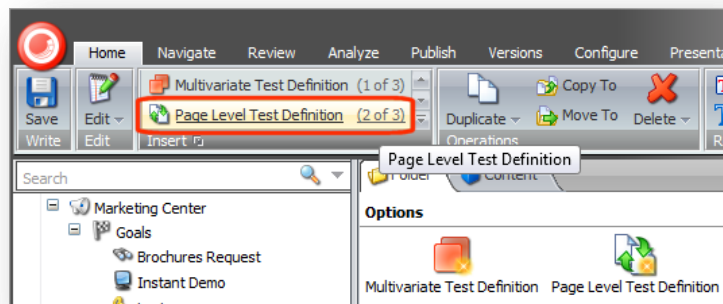 Home Navigate Review Analyze Publish Versions Configure
Multivariate Test Definition (1 of 3) Copy To
Save Edit Page Level Test Definition (2 of 3) Duplicate Move To Delete
Write Edit Insert Operations
Page Level Test Definition
Search Folder Content
Marketing Center Options
Goals
Brochures Request
Instant Demo
Multivariate Test Definition Page Level Test Definition